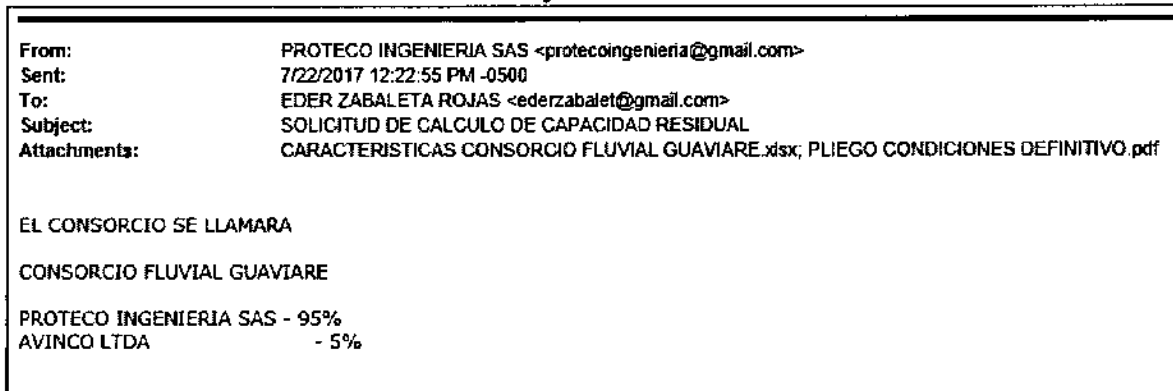 From: PROTECO INGENIERIA SAS <protecoingenieria@gmail.com>
Sent: 7/22/2017 12:22:55 PM -0500
To: EDER ZABALETA ROJAS <ederzabalet@gmail.com>
Subject: SOLICITUD DE CALCULO DE CAPACIDAD RESIDUAL
Attachments: CARACTERISTICAS CONSORCIO FLUVIAL GUAVIARE.xlsx; PLIEGO CONDICIONES DEFINITIVO.pdf
EL CONSORCIO SE LLAMARA
CONSORCIO FLUVIAL GUAVIARE
PROTECO INGENIERIA SAS - 95%
AVINCO LTDA - 5%